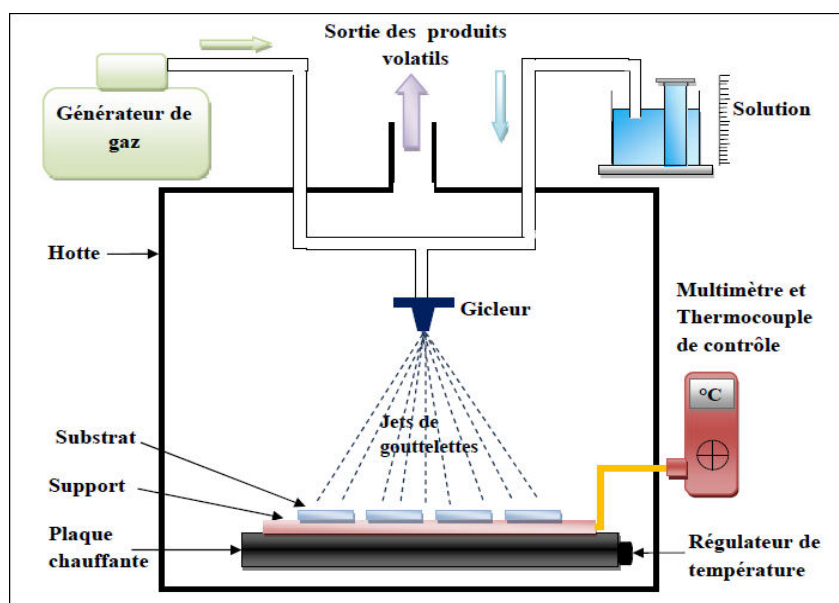 Sortie des produits
volatils
Générateur de
gaz
Solution
Hotte
Gicleur
Multimètre et
Thermocouple
de contrôle
°C
Jets de
gouttelettes
Substrat
Support
Plaque
chauffante
Régulateur de
température